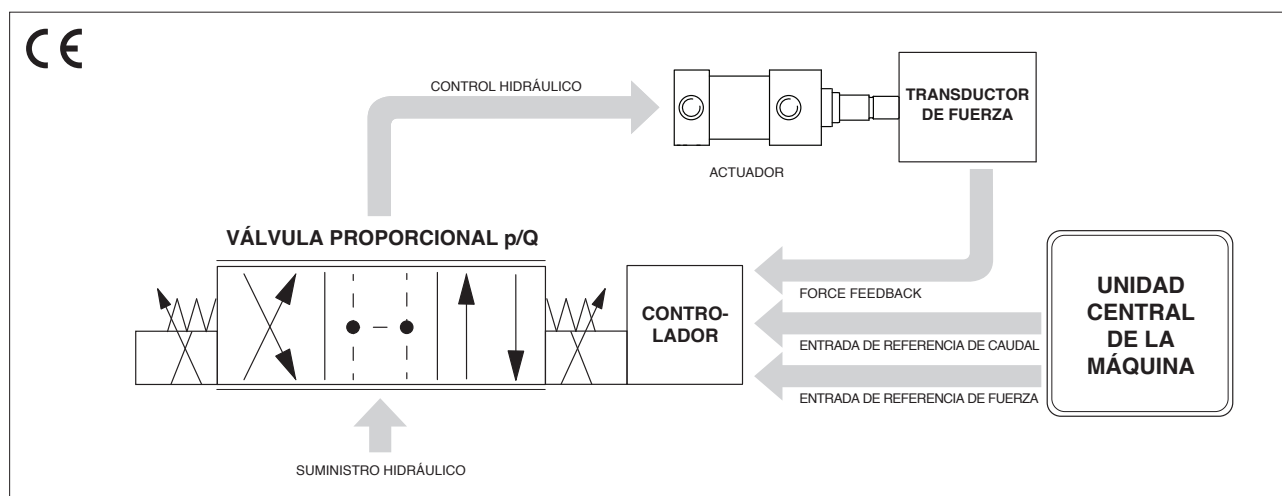 CE
CONTROL HIDRÁULICO
TRANSDUCTOR
DE FUERZA
ACTUADOR
VÁLVULA PROPORCIONAL p/Q
CONTRO-
LADOR
FORCE FEEDBACK
ENTRADA DE REFERENCIA DE CAUDAL
ENTRADA DE REFERENCIA DE FUERZA
UNIDAD
CENTRAL
DE LA
MÁQUINA
SUMINISTRO HIDRÁULICO